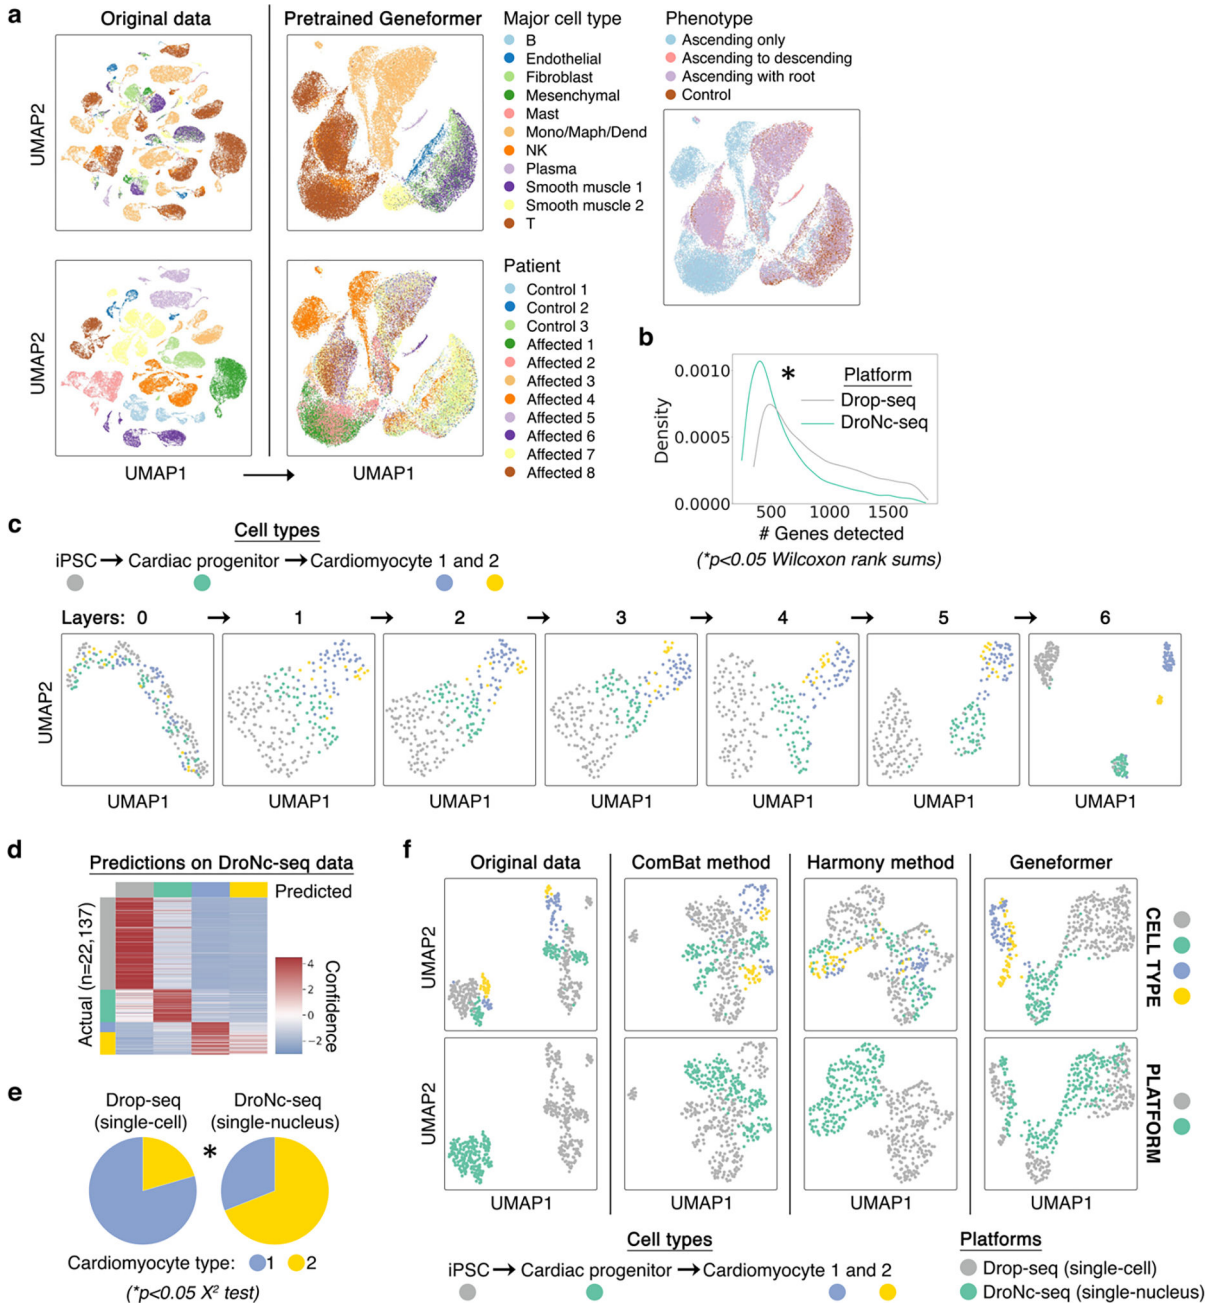 a
Original data
Pretrained Geneformer
UMAP2
Major cell type
B
Endothelial
Fibroblast
Mesenchymal
Mast
Mono/Maph/Dend
NK
Plasma
Smooth muscle 1
Smooth muscle 2
T
Phenotype
Ascending only
Ascending to descending
Ascending with root
Control
UMAP2
UMAP1
UMAP1
Patient
Control 1
Control 2
Control 3
Affected 1
Affected 2
Affected 3
Affected 4
Affected 5
Affected 6
Affected 7
Affected 8
b
Density
0.0010
0.0005
0.0000
500 1000 1500
# Genes detected
*
Platform
Drop-seq
DroNc-seq
(*p<0.05 Wilcoxon rank sums)
c
Cell types
iPSC → Cardiac progenitor → Cardiomyocyte 1 and 2
Layers: 0 → 1 → 2 → 3 → 4 → 5 → 6
UMAP2
UMAP1 UMAP1 UMAP1 UMAP1 UMAP1 UMAP1 UMAP1
d
Predictions on DroNc-seq data
Predicted
Actual (n=22,137)
4
2
0
−2
Confidence
e
Drop-seq
(single-cell)
*
DroNc-seq
(single-nucleus)
Cardiomyocyte type: 1 2
(*p<0.05 X² test)
f
Original data
ComBat method
Harmony method
Geneformer
UMAP2
CELL TYPE
UMAP2
PLATFORM
UMAP1 UMAP1 UMAP1 UMAP1
Cell types
iPSC → Cardiac progenitor → Cardiomyocyte 1 and 2
Platforms
Drop-seq (single-cell)
DroNc-seq (single-nucleus)